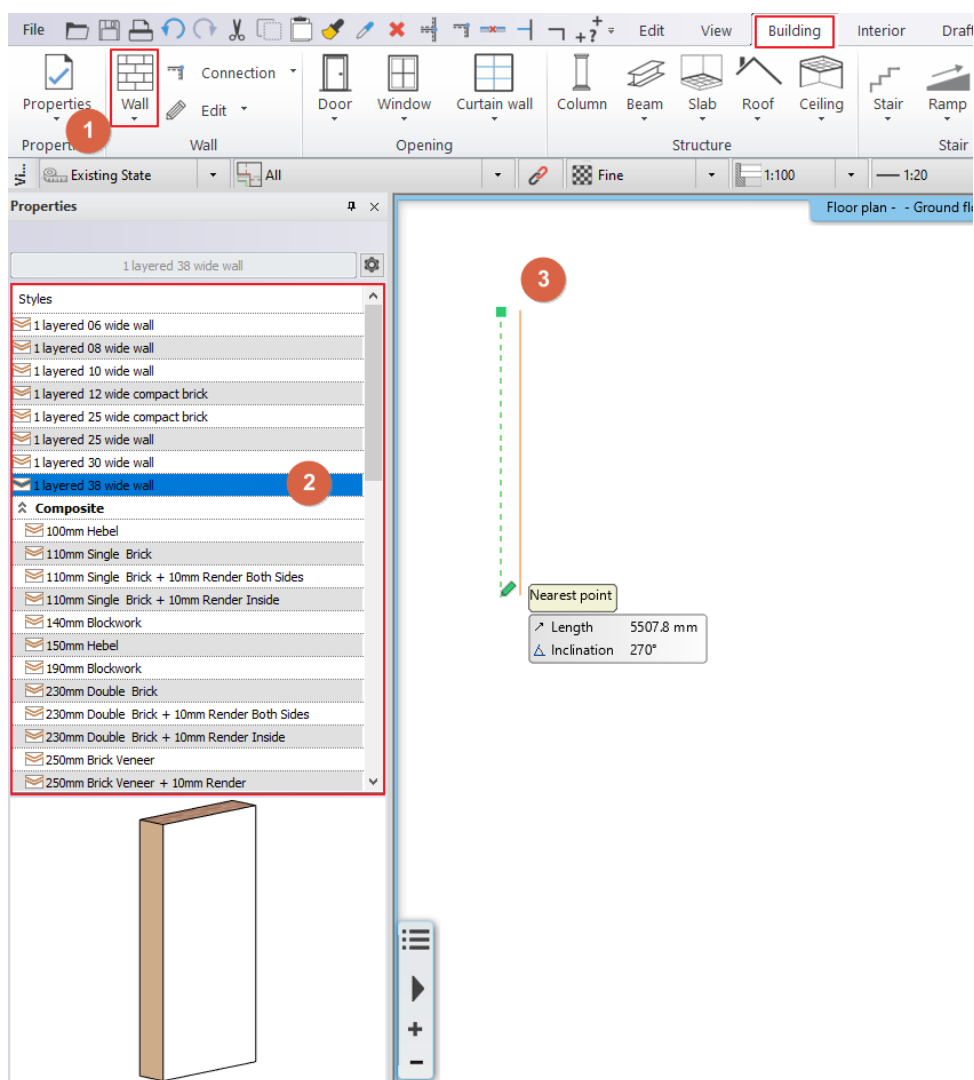 File Edit View Building Interior Draft
Properties Wall Connection Edit Door Window Curtain wall Column Beam Slab Roof Ceiling Stair Ramp
1
Wall Opening Structure Stair
Vi... Existing State All Fine 1:100 1:20
Properties
Floor plan - - Ground
1 layered 38 wide wall
Styles
1 layered 06 wide wall
1 layered 08 wide wall
1 layered 10 wide wall
1 layered 12 wide compact brick
1 layered 25 wide compact brick
1 layered 25 wide wall
1 layered 30 wide wall
1 layered 38 wide wall
2
Composite
100mm Hebel
110mm Single Brick
110mm Single Brick + 10mm Render Both Sides
110mm Single Brick + 10mm Render Inside
140mm Blockwork
150mm Hebel
190mm Blockwork
230mm Double Brick
230mm Double Brick + 10mm Render Both Sides
230mm Double Brick + 10mm Render Inside
250mm Brick Veneer
250mm Brick Veneer + 10mm Render
3
Nearest point
Length 5507.8 mm
Inclination 270°